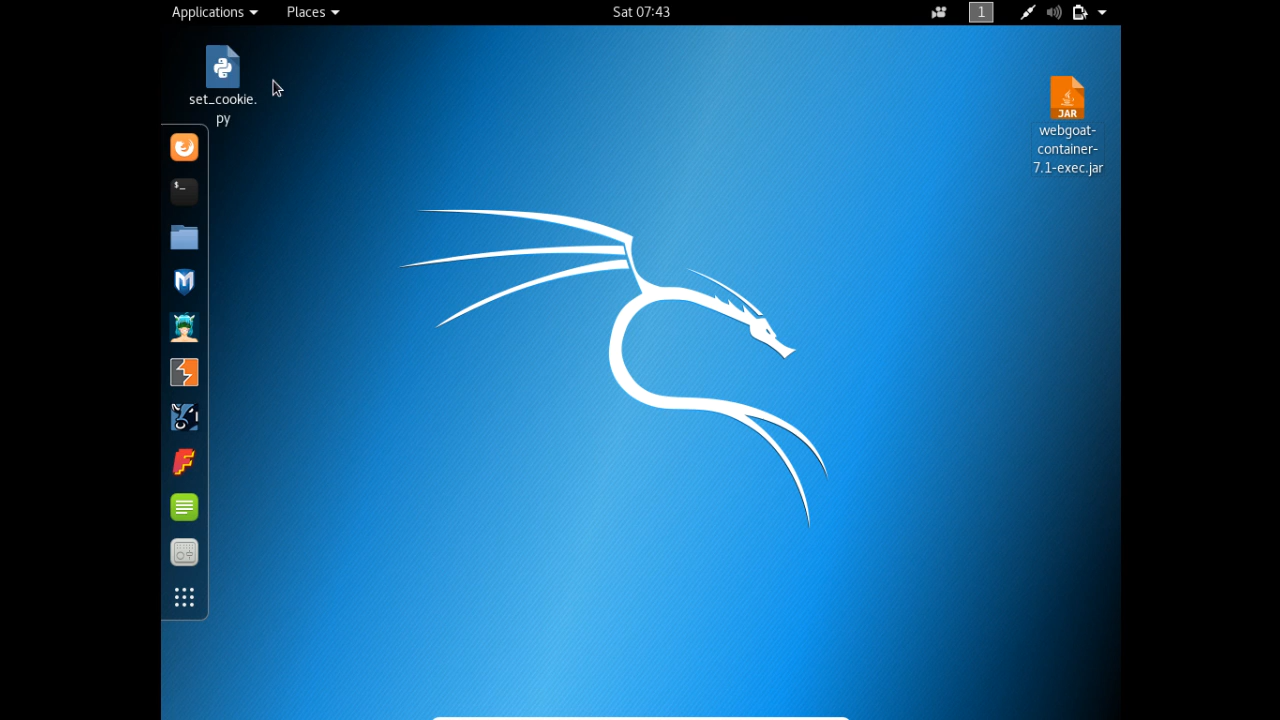 Applications Places Sat 07:43 1
set_cookie.
py
webgoat-
container-
7.1-exec.jar
JAR
$_
M
F